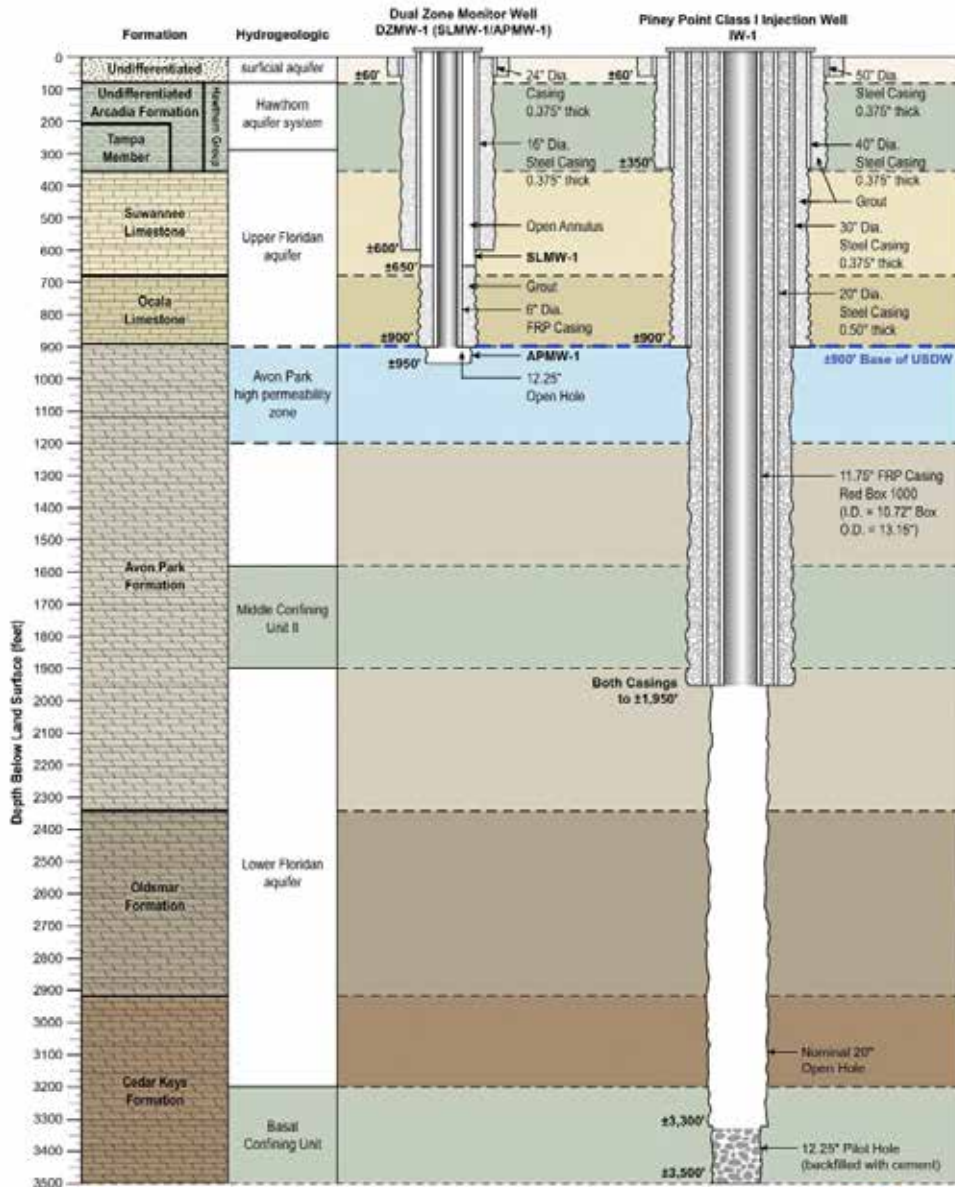 Dual Zone Monitor Well
DZMW-1 (SLMW-1/APMW-1)
Piney Point Class I Injection Well
IW-1
Formation
Hydrogeologic
Depth Below Land Surface (feet)
0
100
200
300
400
500
600
700
800
900
1000
1100
1200
1300
1400
1500
1600
1700
1800
1900
2000
2100
2200
2300
2400
2500
2600
2700
2800
2900
3000
3100
3200
3300
3400
3500
Undifferentiated
Undifferentiated
Arcadia Formation
Tampa
Member
Hawthorn Group
Suwannee
Limestone
Ocala
Limestone
Avon Park
Formation
Oldsmar
Formation
Cedar Keys
Formation
surficial aquifer
Hawthorn
aquifer system
Upper Floridan
aquifer
Avon Park
high permeability
zone
Middle Confining
Unit II
Lower Floridan
aquifer
Basal
Confining Unit
±60'
±600'
±650'
±900'
±950'
24" Dia.
Casing
0.375" thick
16" Dia.
Steel Casing
0.375" thick
Open Annulus
SLMW-1
Grout
6" Dia.
FRP Casing
APMW-1
12.25"
Open Hole
±60'
±350'
±900'
Both Casings
to ±1,950'
±3,300'
±3,500'
50" Dia.
Steel Casing
0.375" thick
40" Dia.
Steel Casing
0.375" thick
Grout
30" Dia.
Steel Casing
0.375" thick
20" Dia.
Steel Casing
0.50" thick
±900' Base of USDW
11.75" FRP Casing
Red Box 1000
(I.D. = 10.72" Box
O.D. = 13.16")
Nominal 20"
Open Hole
12.25" Pilot Hole
(backfilled with cement)